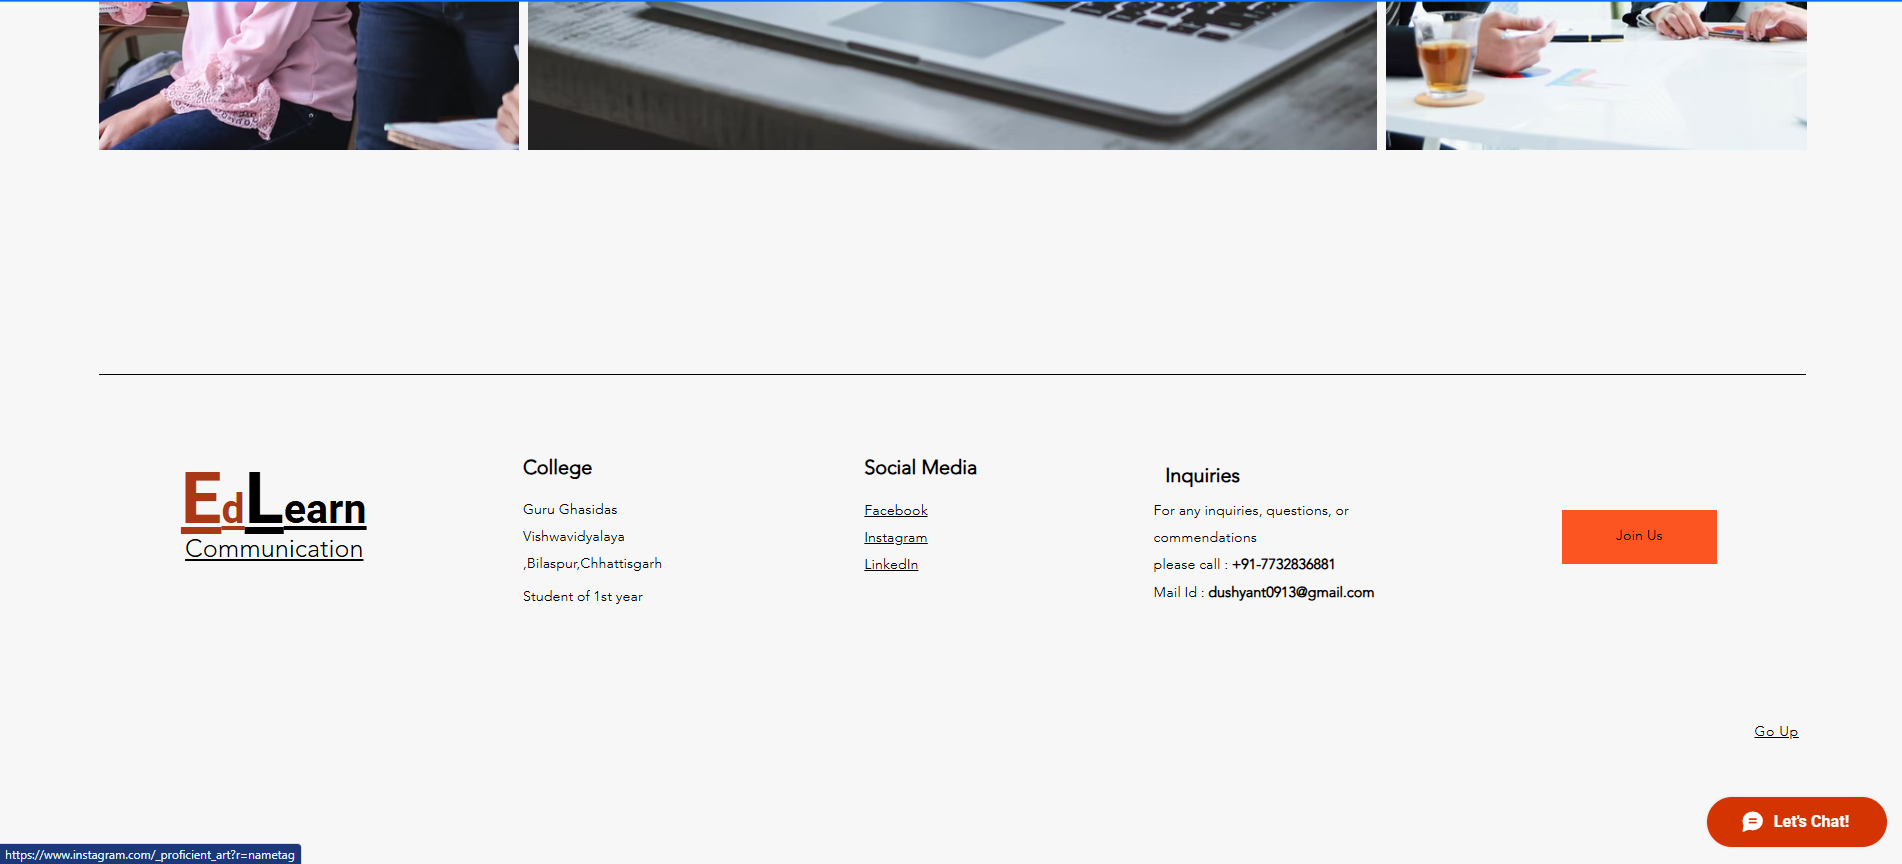 EdLearn
Communication
College
Guru Ghasidas
Vishwavidyalaya
,Bilaspur,Chhattisgarh
Student of 1st year
Social Media
Facebook
Instagram
LinkedIn
Inquiries
For any inquiries, questions, or
commendations
please call : +91-7732836881
Mail Id : dushyant0913@gmail.com
Join Us
Go Up
Let's Chat!
https://www.instagram.com/_proficient_art?r=nametag